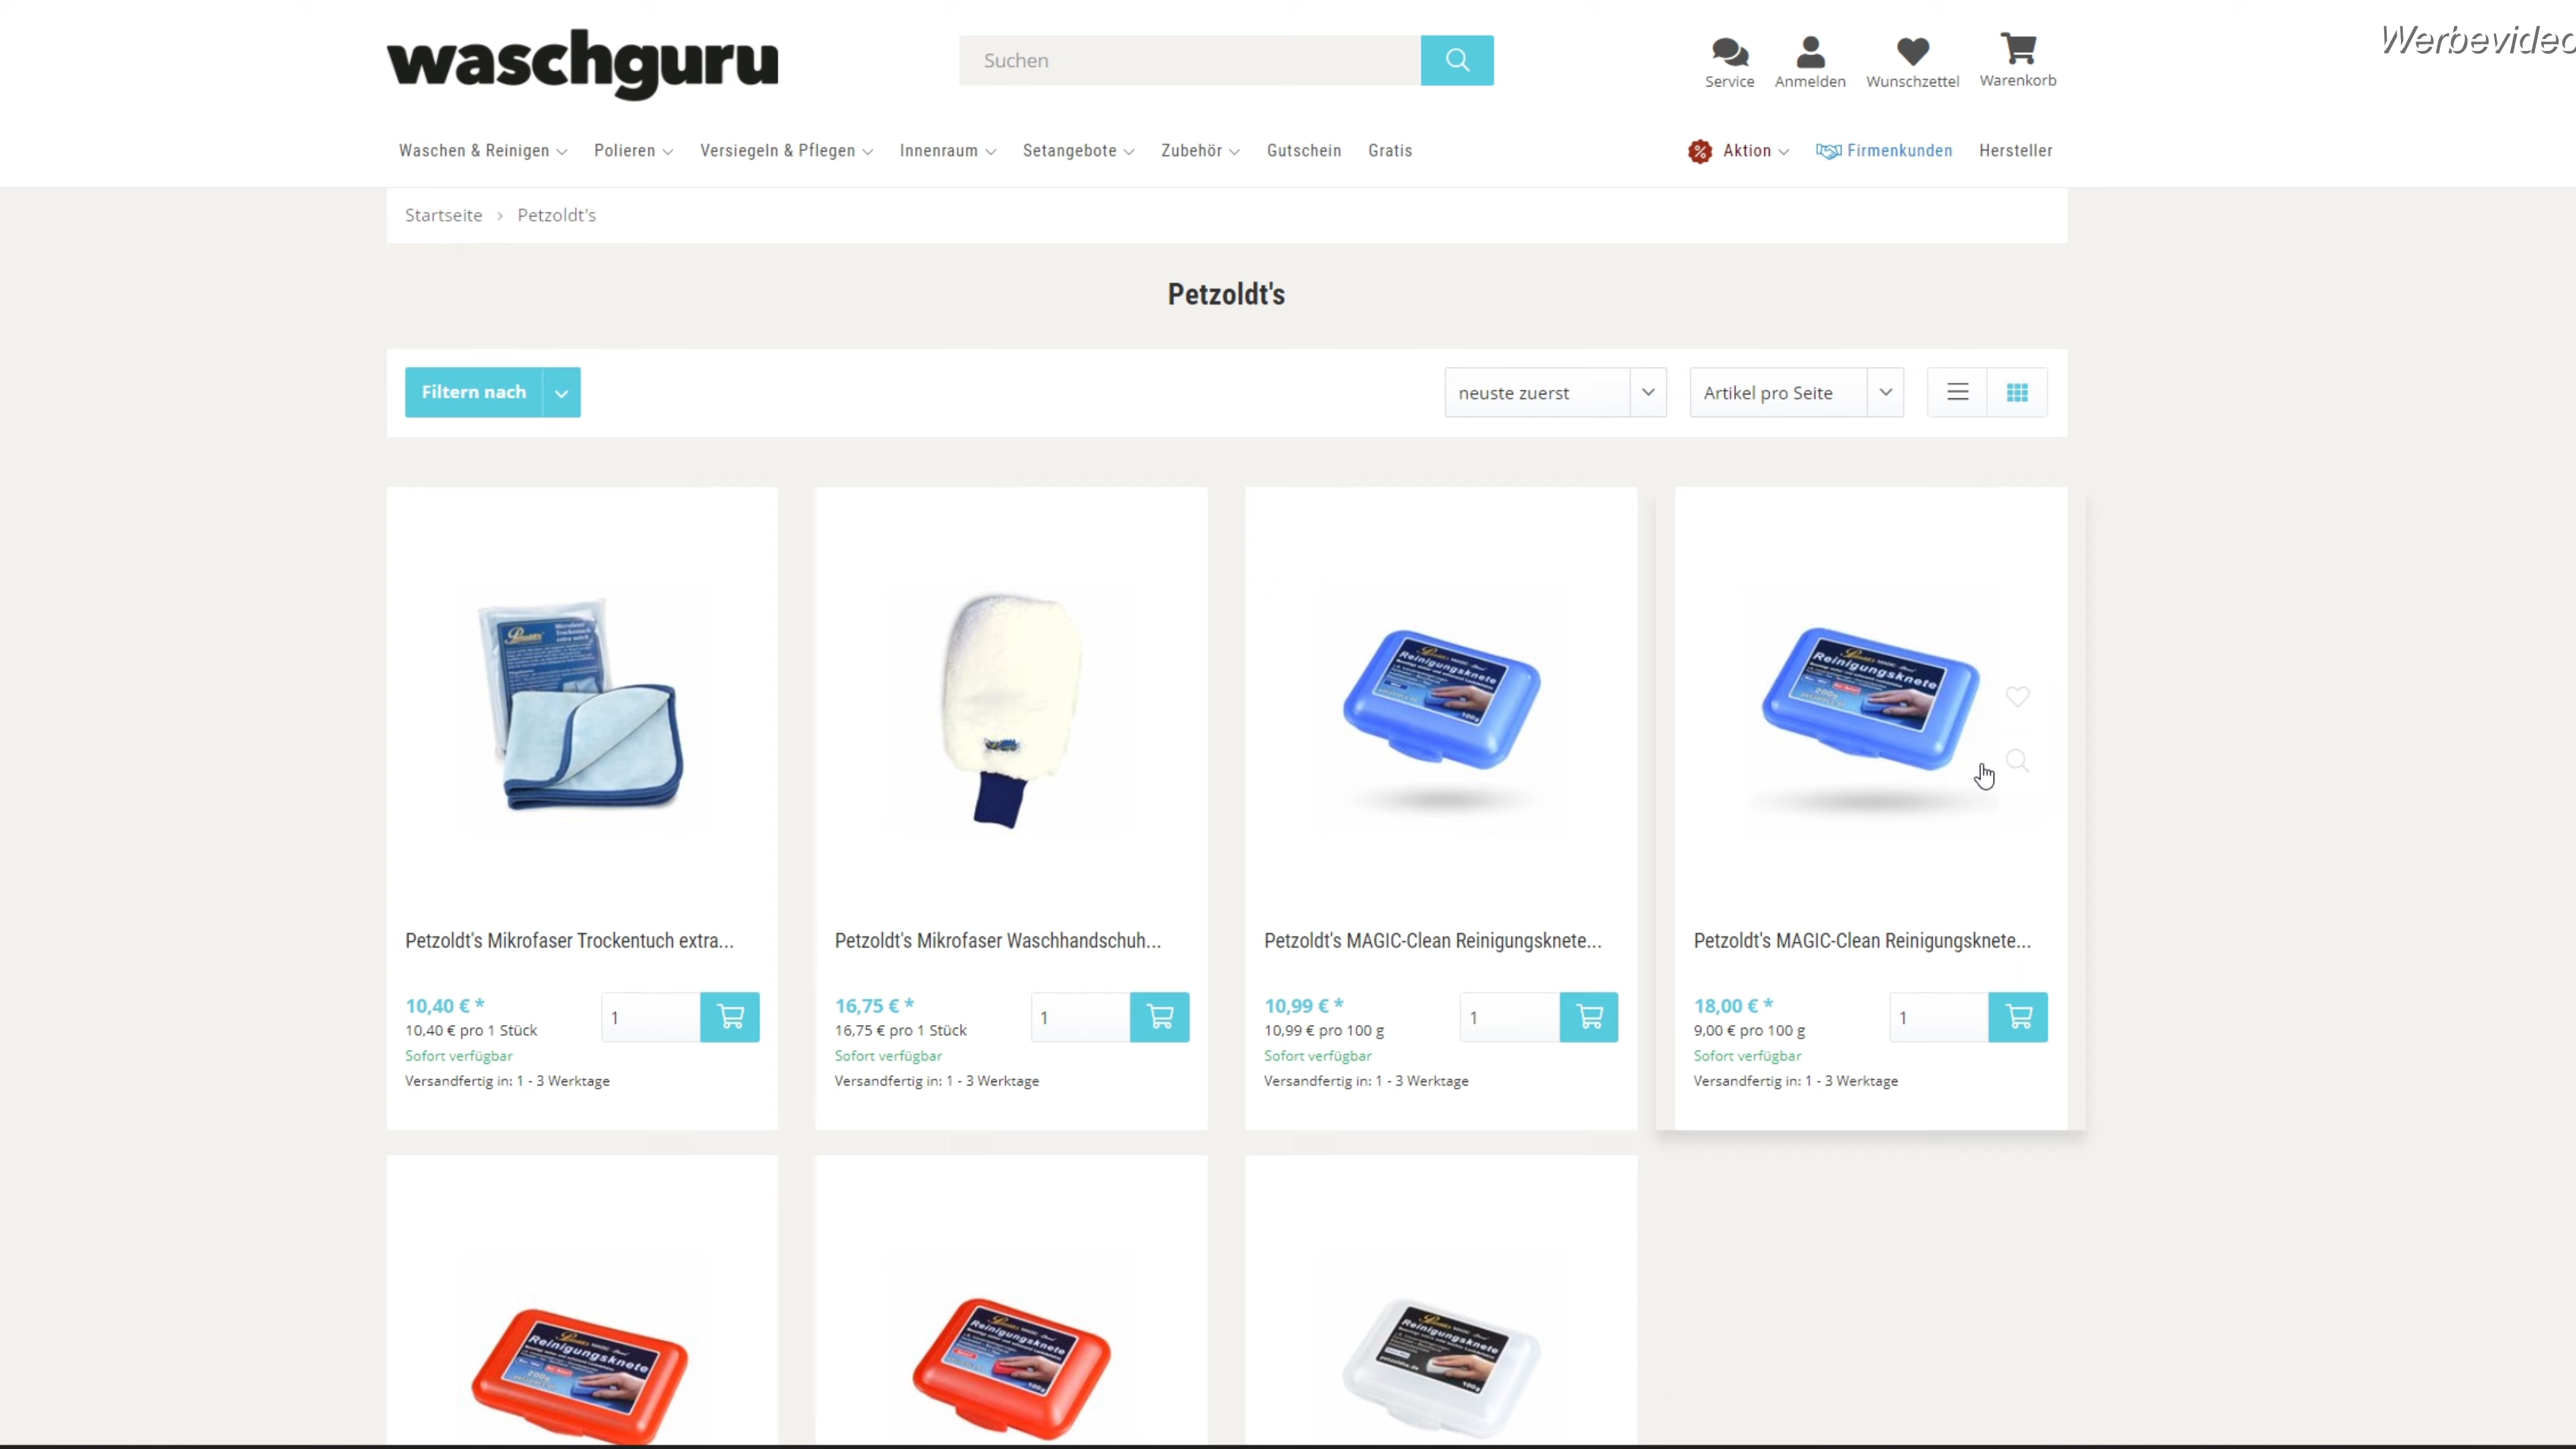 waschguru
Suchen
Service
Anmelden
Wunschzettel
Warenkorb
Werbevideo
Waschen & Reinigen
Polieren
Versiegeln & Pflegen
Innenraum
Setangebote
Zubehör
Gutschein
Gratis
%
Aktion
Firmenkunden
Hersteller
Startseite > Petzoldt's
Petzoldt's
Filtern nach
neuste zuerst
Artikel pro Seite
Reinigungsknete
100g
Reinigungsknete
200g
Petzoldt's Mikrofaser Trockentuch extra...
10,40 € *
10,40 € pro 1 Stück
Sofort verfügbar
Versandfertig in: 1 - 3 Werktage
1
Petzoldt's Mikrofaser Waschhandschuh...
16,75 € *
16,75 € pro 1 Stück
Sofort verfügbar
Versandfertig in: 1 - 3 Werktage
1
Petzoldt's MAGIC-Clean Reinigungsknete...
10,99 € *
10,99 € pro 100 g
Sofort verfügbar
Versandfertig in: 1 - 3 Werktage
1
Petzoldt's MAGIC-Clean Reinigungsknete...
18,00 € *
9,00 € pro 100 g
Sofort verfügbar
Versandfertig in: 1 - 3 Werktage
1
Reinigungsknete
200g
Reinigungsknete
100g
Reinigungsknete
100g